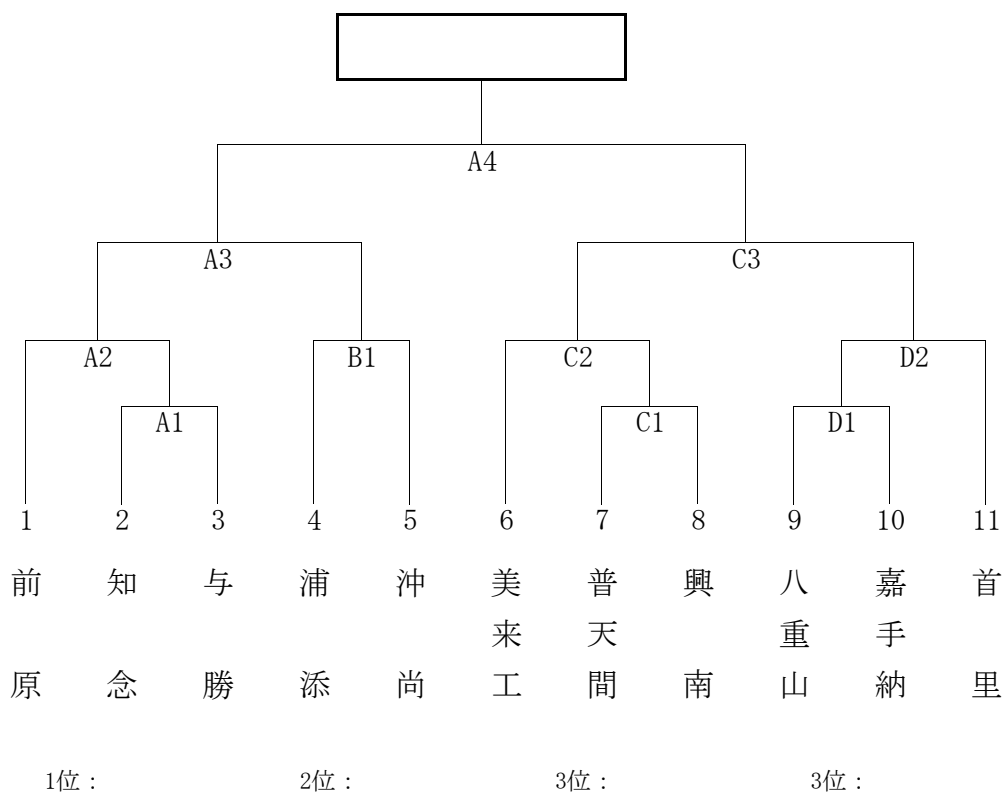 A4
A3 C3
A2 B1 C2 D2
A1 C1 D1
1 2 3 4 5 6 7 8 9 10 11
前原
知念
与勝
浦添
沖尚
美来工
普天間
興南
八重山
嘉手納
首里
1位： 2位： 3位： 3位：